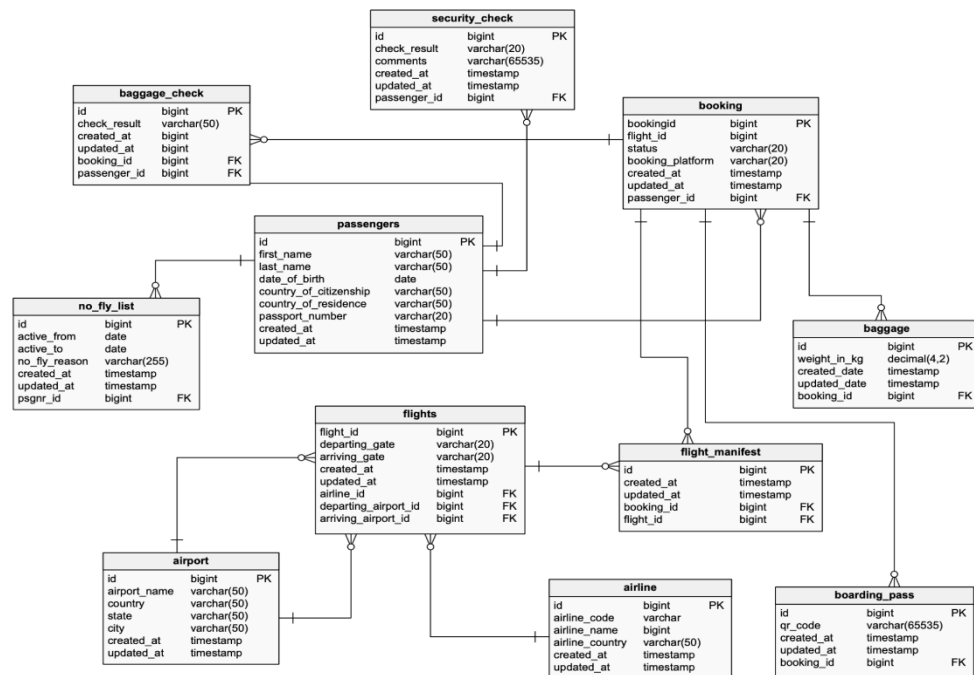 security_check
id bigint PK
check_result varchar(20)
comments varchar(65535)
created_at timestamp
updated_at timestamp
passenger_id bigint FK
baggage_check
id bigint PK
check_result varchar(50)
created_at bigint
updated_at bigint
booking_id bigint FK
passenger_id bigint FK
booking
bookingid bigint PK
flight_id bigint
status varchar(20)
booking_platform varchar(20)
created_at timestamp
updated_at timestamp
passenger_id bigint FK
passengers
id bigint PK
first_name varchar(50)
last_name varchar(50)
date_of_birth date
country_of_citizenship varchar(50)
country_of_residence varchar(50)
passport_number varchar(20)
created_at timestamp
updated_at timestamp
no_fly_list
id bigint PK
active_from date
active_to date
no_fly_reason varchar(255)
created_at timestamp
updated_at timestamp
psgnr_id bigint FK
baggage
id bigint PK
weight_in_kg decimal(4,2)
created_date timestamp
updated_date timestamp
booking_id bigint FK
flights
flight_id bigint PK
departing_gate varchar(20)
arriving_gate varchar(20)
created_at timestamp
updated_at timestamp
airline_id bigint FK
departing_airport_id bigint FK
arriving_airport_id bigint FK
flight_manifest
id bigint PK
created_at timestamp
updated_at timestamp
booking_id bigint FK
flight_id bigint FK
airport
id bigint PK
airport_name varchar(50)
country varchar(50)
state varchar(50)
city varchar(50)
created_at timestamp
updated_at timestamp
airline
id bigint PK
airline_code varchar
airline_name bigint
airline_country varchar(50)
created_at timestamp
updated_at timestamp
boarding_pass
id bigint PK
qr_code varchar(65535)
created_at timestamp
updated_at timestamp
booking_id bigint FK